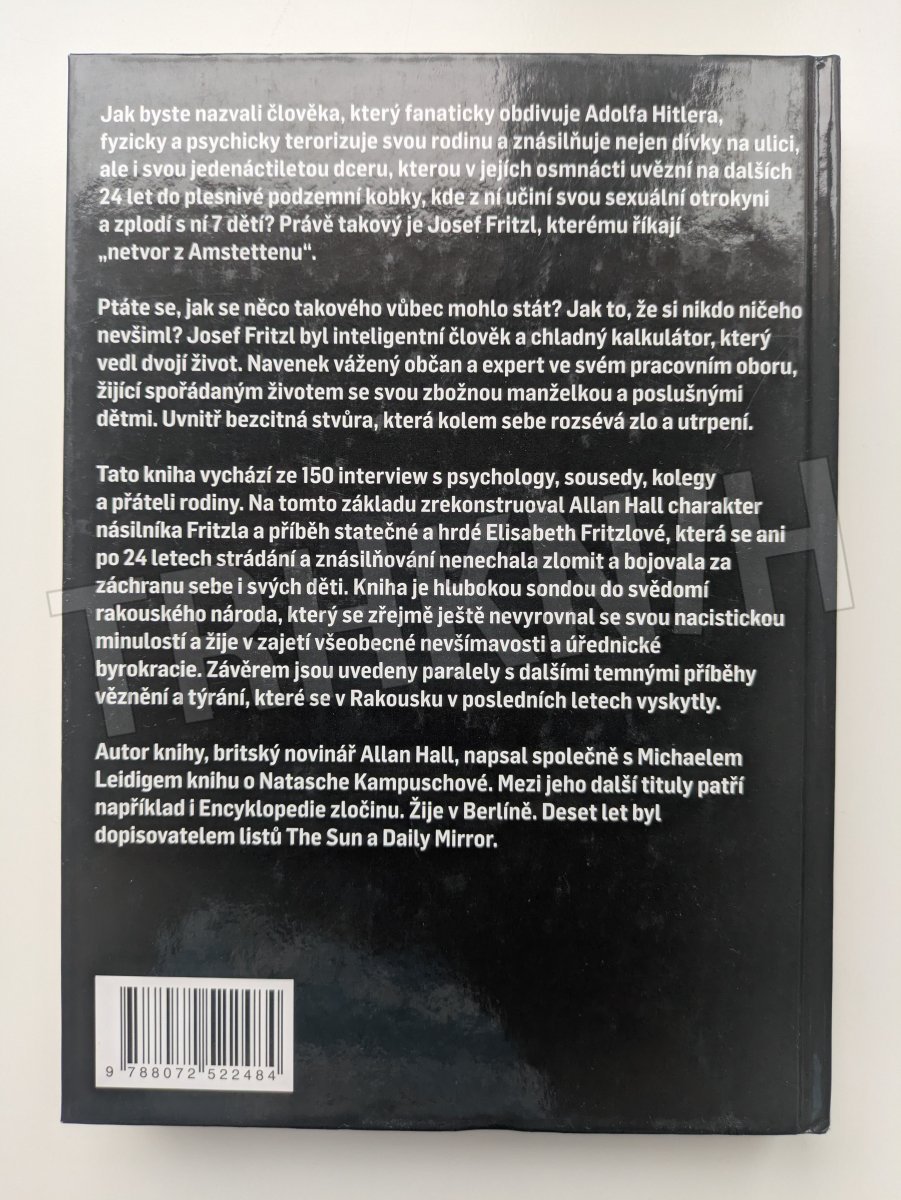 Jak byste nazvali člověka, který fanaticky obdivuje Adolfa Hitlera,
fyzicky a psychicky terorizuje svou rodinu a znásilňuje nejen dívky na ulici,
ale i svou jedenáctiletou dceru, kterou v jejích osmnácti uvězní na dalších
24 let do plesnivé podzemní kobky, kde z ní učiní svou sexuální otrokyni
a zplodí s ní 7 dětí? Právě takový je Josef Fritzl, kterému říkají
„netvor z Amstettenu“.
Ptáte se, jak se něco takového vůbec mohlo stát? Jak to, že si nikdo ničeho
nevšiml? Josef Fritzl byl inteligentní člověk a chladný kalkulátor, který
vedl dvojí život. Navenek vážený občan a expert ve svém pracovním oboru,
žijící spořádaným životem se svou zbožnou manželkou a poslušnými
dětmi. Uvnitř bezcitná stvůra, která kolem sebe rozsévá zlo a utrpení.
Tato kniha vychází ze 150 interview s psychology, sousedy, kolegy
a přáteli rodiny. Na tomto základu zrekonstruoval Allan Hall charakter
násilníka Fritzla a příběh statečné a hrdé Elisabeth Fritzlové, která se ani
po 24 letech strádání a znásilňování nenechala zlomit a bojovala za
záchranu sebe i svých děti. Kniha je hlubokou sondou do svědomí
rakouského národa, který se zřejmě ještě nevyrovnal se svou nacistickou
minulostí a žije v zajetí všeobecné nevšímavosti a úřednické
byrokracie. Závěrem jsou uvedeny paralely s dalšími temnými příběhy
věznění a týrání, které se v Rakousku v posledních letech vyskytly.
Autor knihy, britský novinář Allan Hall, napsal společně s Michaelem
Leidigem knihu o Natasche Kampuschové. Mezi jeho další tituly patří
například i Encyklopedie zločinu. Žije v Berlíně. Deset let byl
dopisovatelem listů The Sun a Daily Mirror.
9 788072 522484